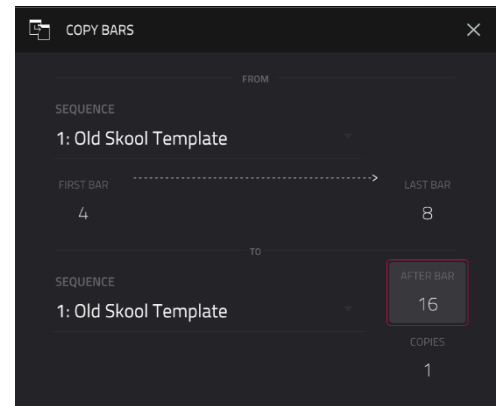 COPY BARS
FROM
SEQUENCE
1: Old Skool Template
FIRST BAR
LAST BAR
4
8
TO
SEQUENCE
1: Old Skool Template
AFTER BAR
16
COPIES
1